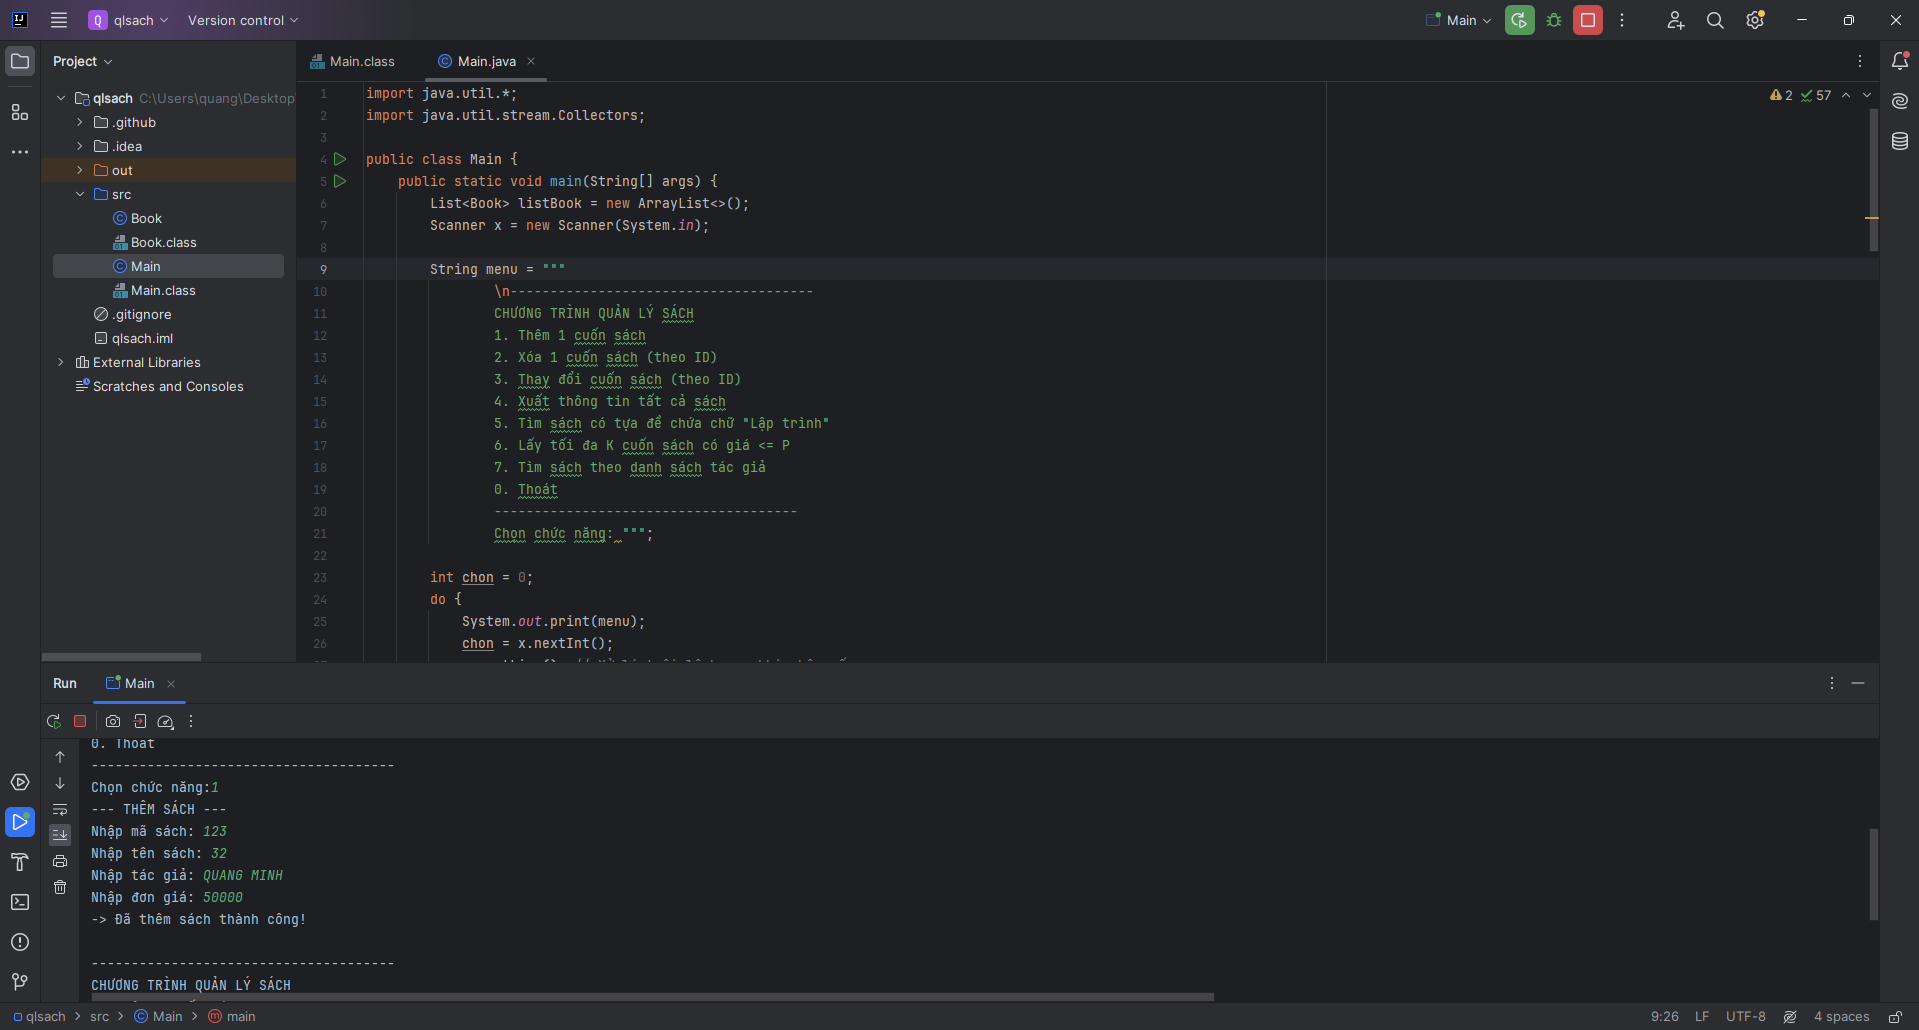 qlsach
Version control
Main
Project
Main.class
Main.java
qlsach C:\Users\quang\Desktop
.github
.idea
out
src
Book
Book.class
Main
Main.class
.gitignore
qlsach.iml
External Libraries
Scratches and Consoles
2 57
1 import java.util.*;
2 import java.util.stream.Collectors;
3
4 public class Main {
5 public static void main(String[] args) {
6 List<Book> listBook = new ArrayList<>();
7 Scanner x = new Scanner(System.in);
8
9 String menu = """
10 \n--------------------------------------
11 CHƯƠNG TRÌNH QUẢN LÝ SÁCH
12 1. Thêm 1 cuốn sách
13 2. Xóa 1 cuốn sách (theo ID)
14 3. Thay đổi cuốn sách (theo ID)
15 4. Xuất thông tin tất cả sách
16 5. Tìm sách có tựa đề chứa chữ "Lập trình"
17 6. Lấy tối đa K cuốn sách có giá <= P
18 7. Tìm sách theo danh sách tác giả
19 0. Thoát
20 --------------------------------------
21 Chọn chức năng: """;
22
23 int chon = 0;
24 do {
25 System.out.print(menu);
26 chon = x.nextInt();
Run
Main
0. Thoát
--------------------------------------
Chọn chức năng:1
--- THÊM SÁCH ---
Nhập mã sách: 123
Nhập tên sách: 32
Nhập tác giả: QUANG MINH
Nhập đơn giá: 50000
-> Đã thêm sách thành công!
--------------------------------------
CHƯƠNG TRÌNH QUẢN LÝ SÁCH
qlsach > src > Main > main
9:26 LF UTF-8 4 spaces